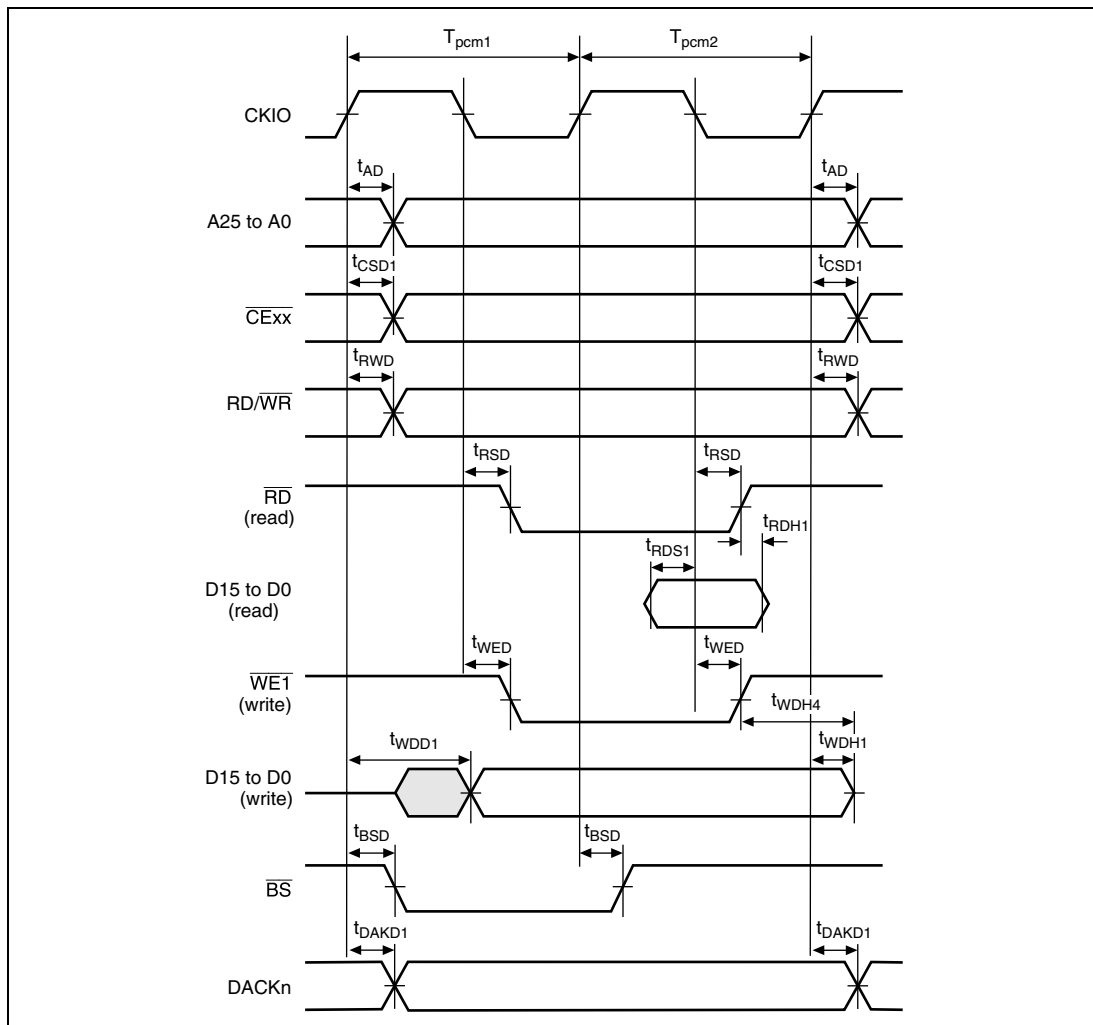 Tpcm1 Tpcm2
CKIO
tAD tAD
A25 to A0
tCSD1 tCSD1
CExx
tRWD tRWD
RD/WR
tRSD tRSD
RD
(read)
tRDH1
tRDS1
D15 to D0
(read)
tWED tWED
WE1
(write)
tWDH4
tWDD1 tWDH1
D15 to D0
(write)
tBSD tBSD
BS
tDAKD1 tDAKD1
DACKn